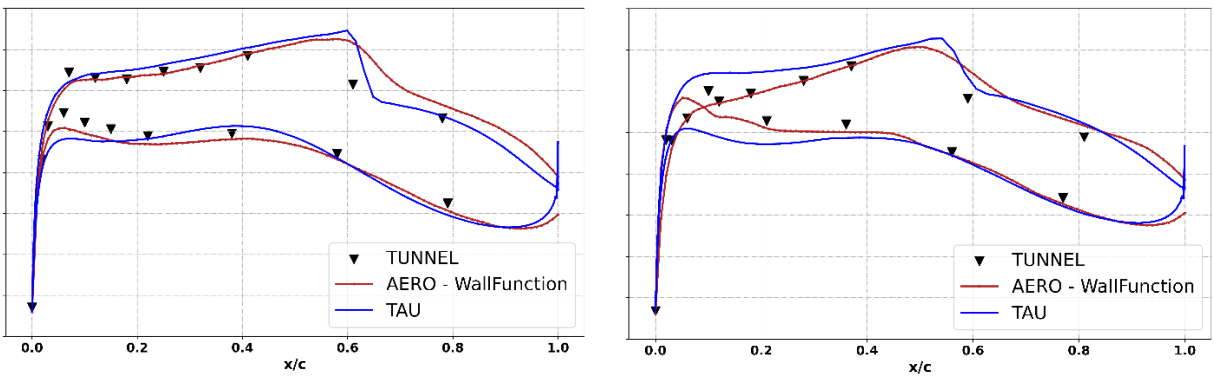 TUNNEL
AERO - WallFunction
TAU
0.0 0.2 0.4 0.6 0.8 1.0
x/c
TUNNEL
AERO - WallFunction
TAU
0.0 0.2 0.4 0.6 0.8 1.0
x/c